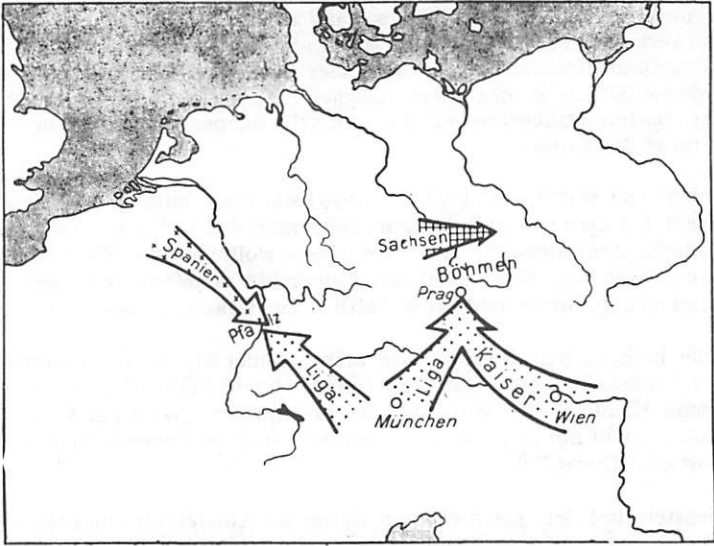 Sachsen
Böhmen
Spanier
Prag
Pfalz
Liga
Liga
Kaiser
München
Wien